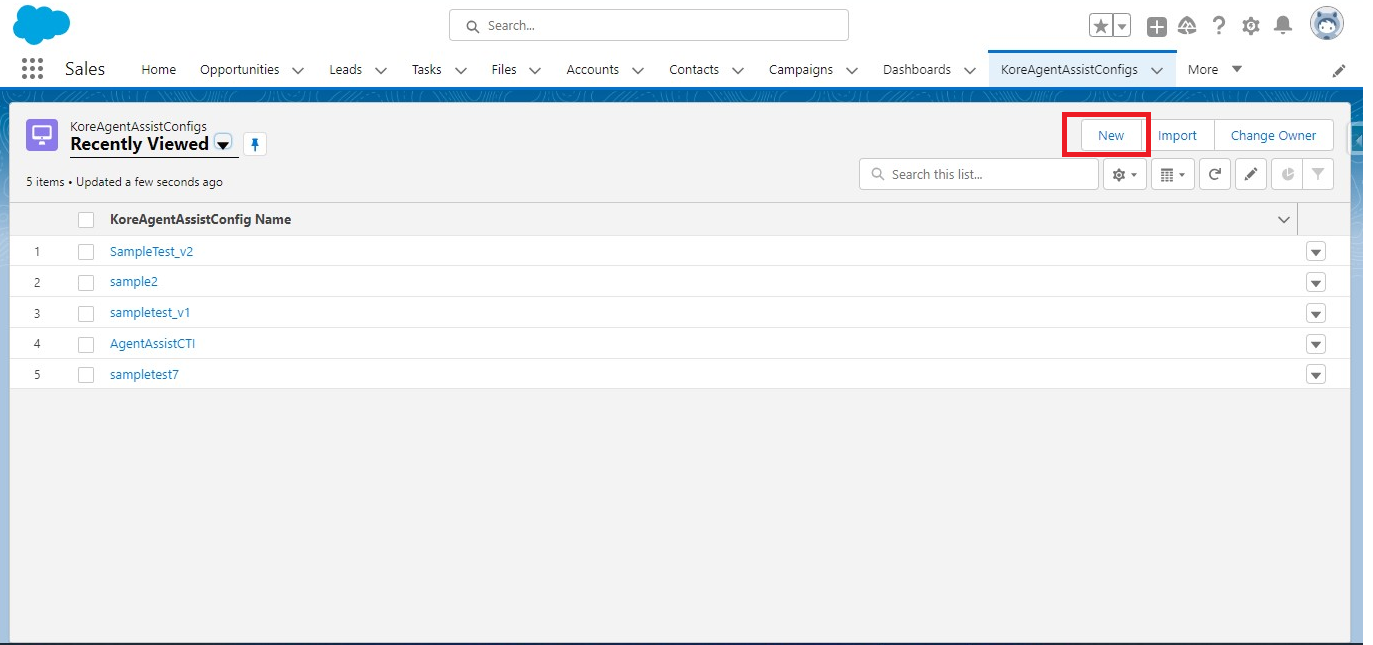 Search...
Sales Home Opportunities Leads Tasks Files Accounts Contacts Campaigns Dashboards KoreAgentAssistConfigs More
KoreAgentAssistConfigs
Recently Viewed
New Import Change Owner
5 items • Updated a few seconds ago
Search this list...
KoreAgentAssistConfig Name
1 SampleTest_v2
2 sample2
3 sampletest_v1
4 AgentAssistCTI
5 sampletest7